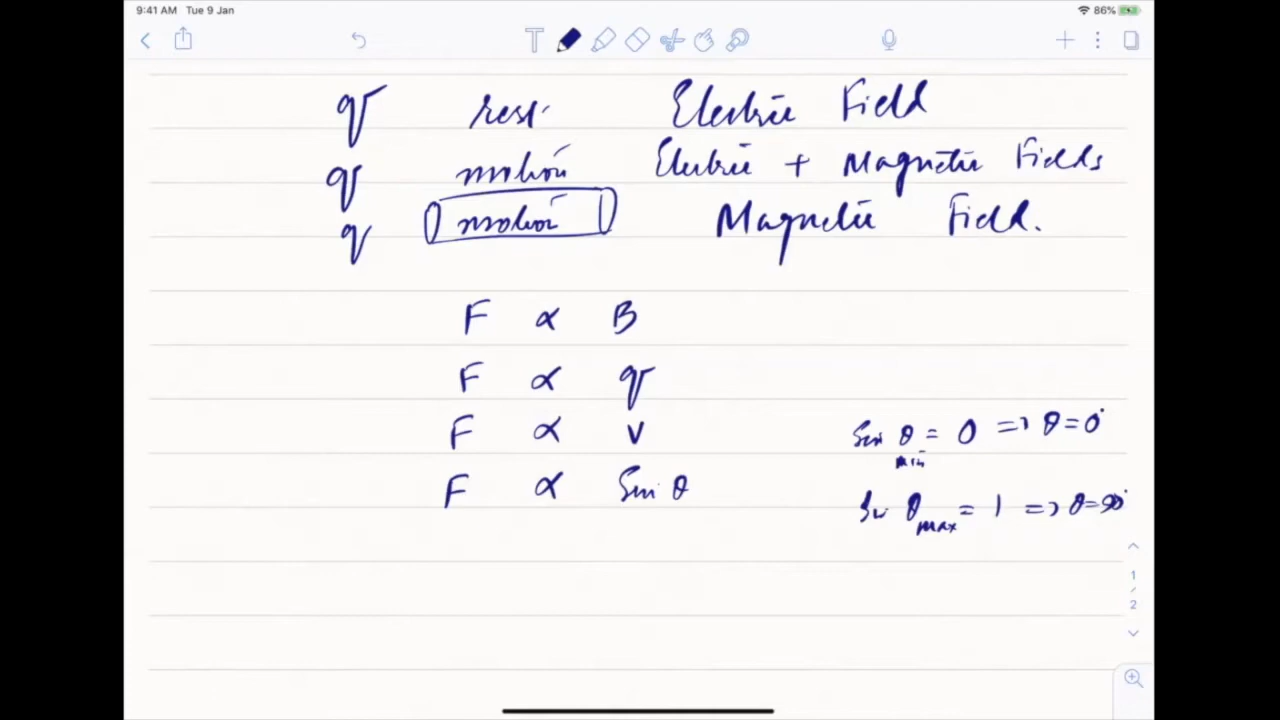 9:41 AM Tue 9 Jan 86%
T
q rest Electric Field
q motion Electric + Magnetic Fields
q motion Magnetic Field.
F ∝ B
F ∝ q
F ∝ v
Sin θ min = 0 => θ = 0°
F ∝ Sin θ
Sin θ max = 1 => θ = 90°
1
/
2